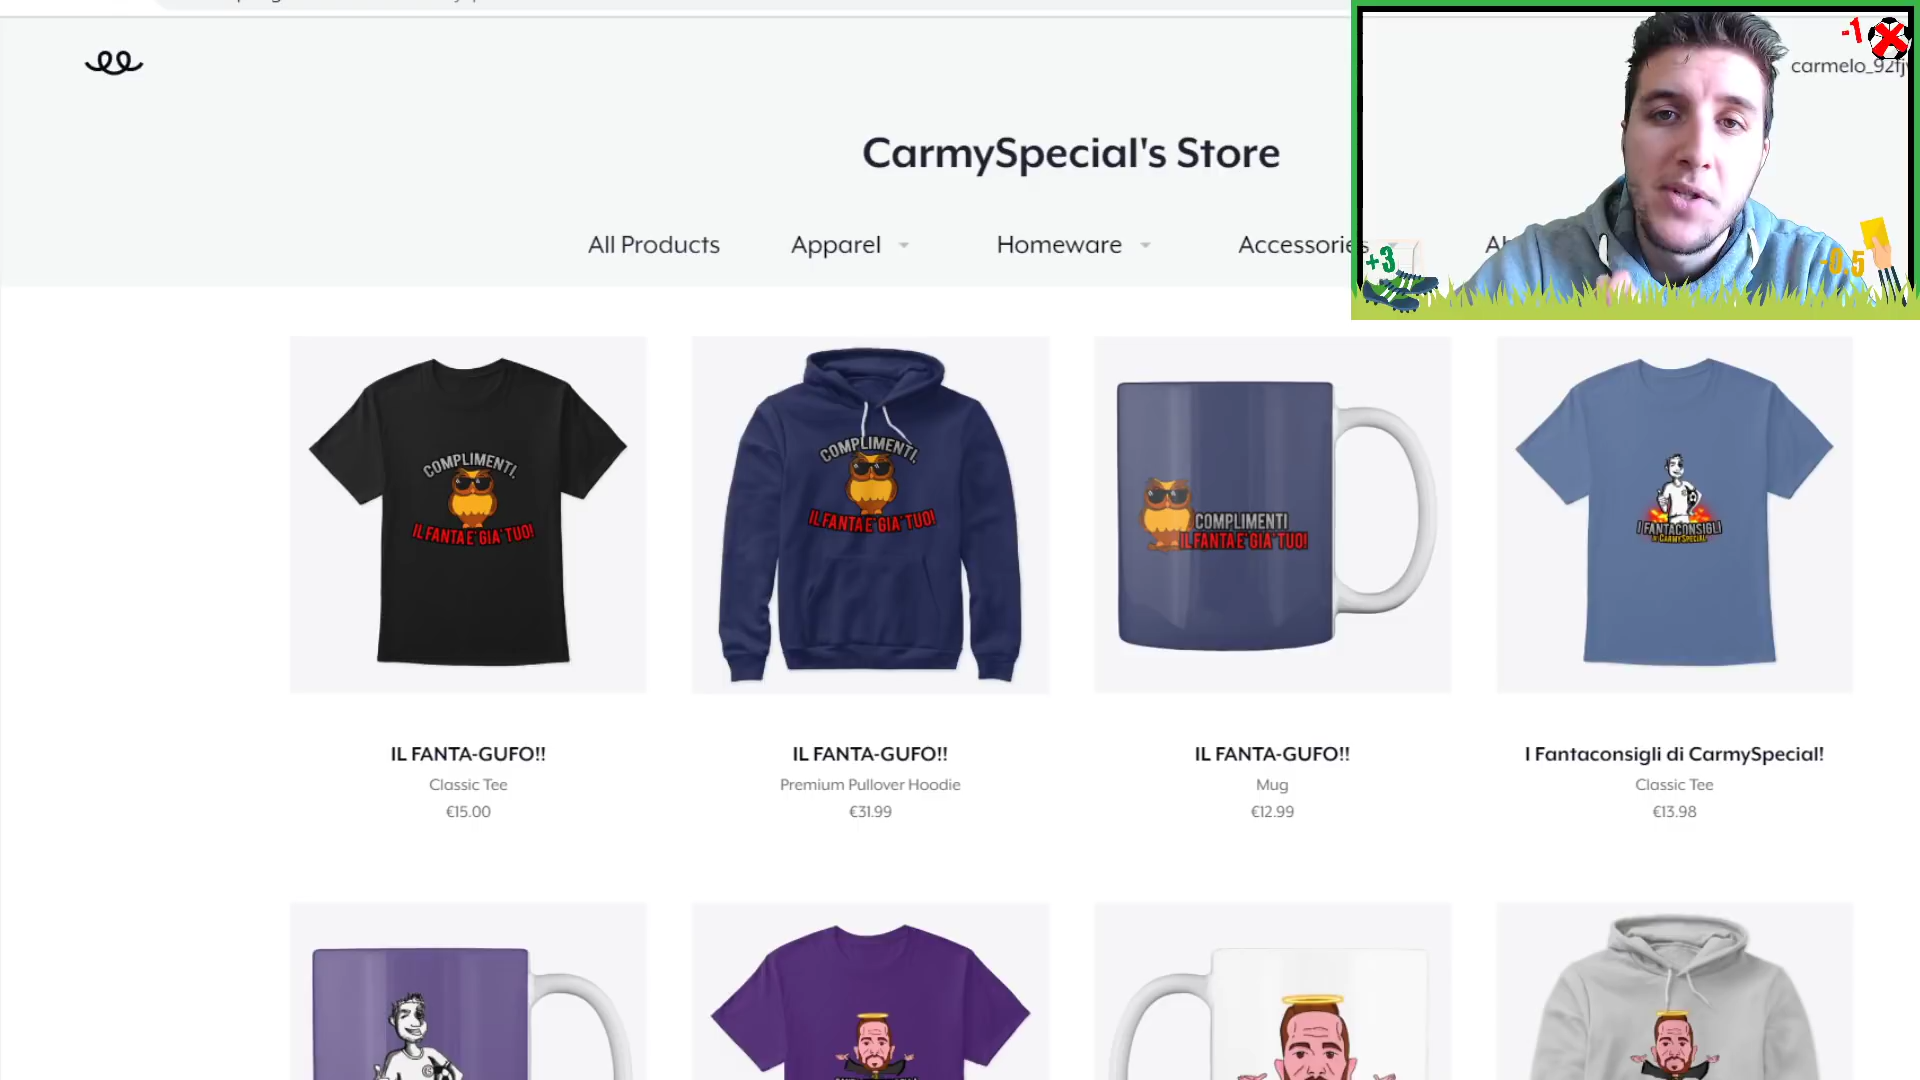 CarmySpecial's Store
carmelo_92fj
-1
+3
-0.5
All Products
Apparel
Homeware
Accessories
COMPLIMENTI,
IL FANTA E' GIA' TUO!
COMPLIMENTI,
IL FANTA E' GIA' TUO!
COMPLIMENTI
IL FANTA E' GIA' TUO!
I FANTACONSIGLI
DI CARMYSPECIAL
IL FANTA-GUFO!!
Classic Tee
€15.00
IL FANTA-GUFO!!
Premium Pullover Hoodie
€31.99
IL FANTA-GUFO!!
Mug
€12.99
I Fantaconsigli di CarmySpecial!
Classic Tee
€13.98